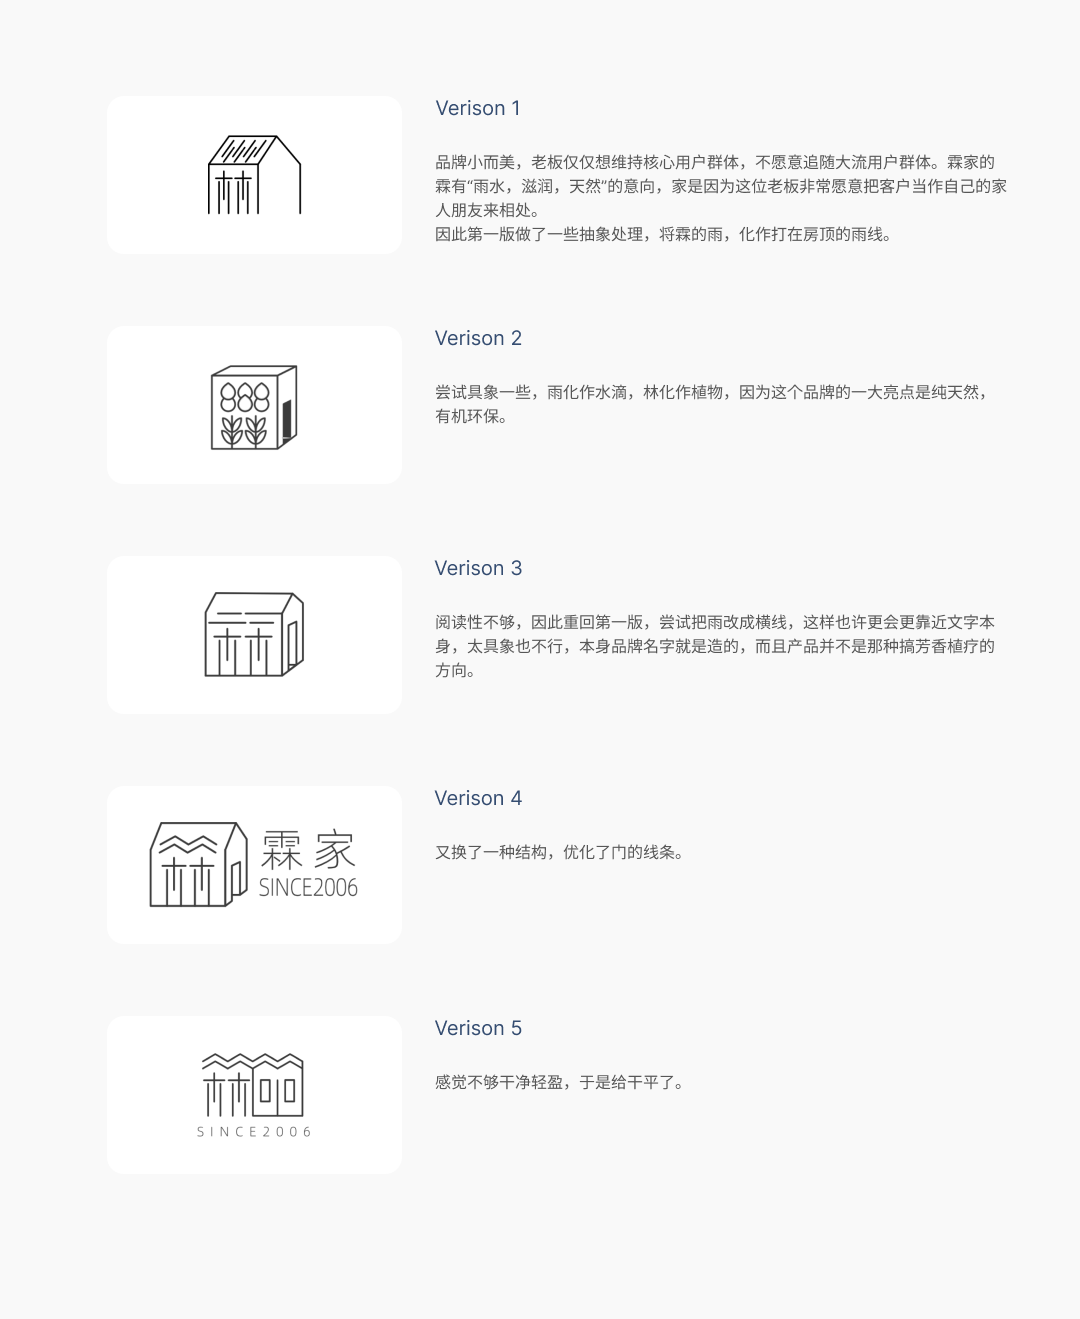 Verison 1
品牌小而美，老板仅仅想维持核心用户群体，不愿意追随大流用户群体。霖家的
霖有“雨水，滋润，天然”的意向，家是因为这位老板非常愿意把客户当作自己的家
人朋友来相处。
因此第一版做了一些抽象处理，将霖的雨，化作打在房顶的雨线。
Verison 2
尝试具象一些，雨化作水滴，林化作植物，因为这个品牌的一大亮点是纯天然，
有机环保。
Verison 3
阅读性不够，因此重回第一版，尝试把雨改成横线，这样也许更会更靠近文字本
身，太具象也不行，本身品牌名字就是造的，而且产品并不是那种搞芳香植疗的
方向。
霖家
SINCE2006
Verison 4
又换了一种结构，优化了门的线条。
SINCE2006
Verison 5
感觉不够干净轻盈，于是给干平了。